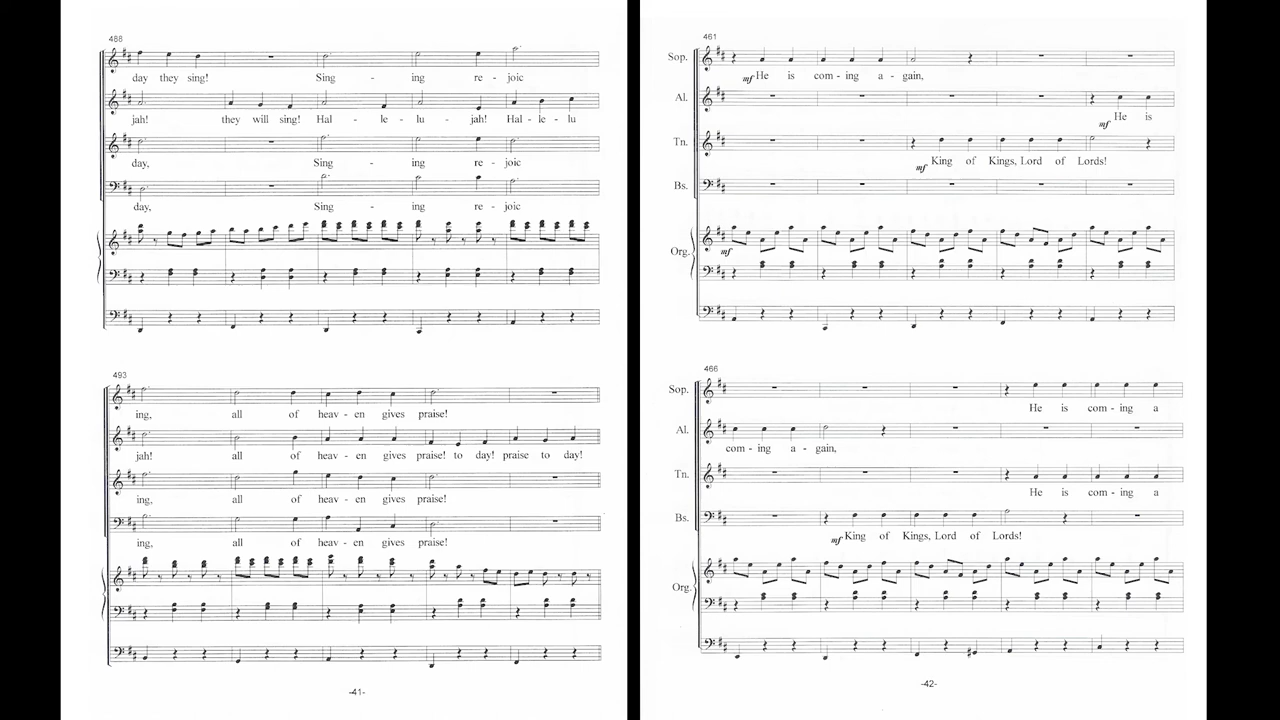 488
day they sing! Sing - ing re - joic
jah! they will sing! Hal - le - lu - jah! Hal - le - lu
day, Sing - ing re - joic
day, Sing - ing re - joic
493
ing, all of heav - en gives praise!
jah! all of heav - en gives praise! to day! praise to day!
ing, all of heav - en gives praise!
ing, all of heav - en gives praise!
-41-
461
Sop.
mf He is com - ing a - gain,
Al.
mf He is
Tn.
mf King of Kings, Lord of Lords!
Bs.
Org.
mf
466
Sop.
He is com - ing a
Al.
com - ing a - gain,
Tn.
He is com - ing a
Bs.
mf King of Kings, Lord of Lords!
Org.
-42-